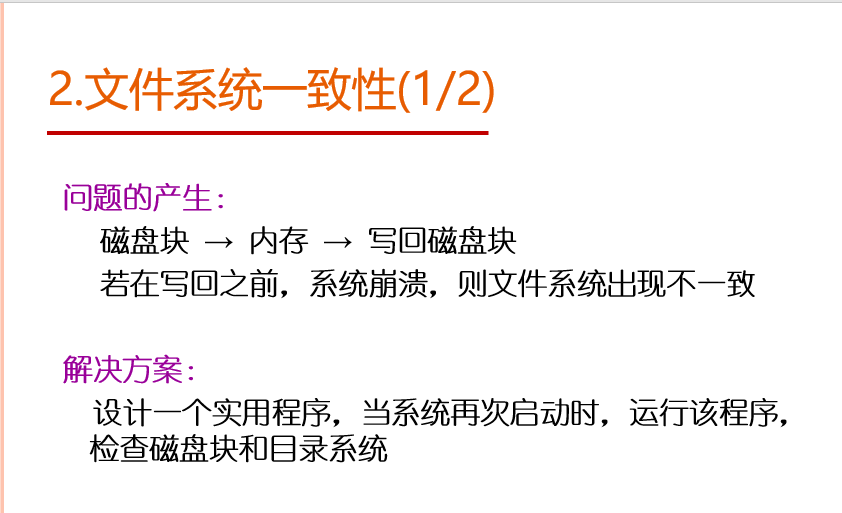 2.文件系统一致性(1/2)
问题的产生：
磁盘块 → 内存 → 写回磁盘块
若在写回之前，系统崩溃，则文件系统出现不一致
解决方案：
设计一个实用程序，当系统再次启动时，运行该程序，
检查磁盘块和目录系统